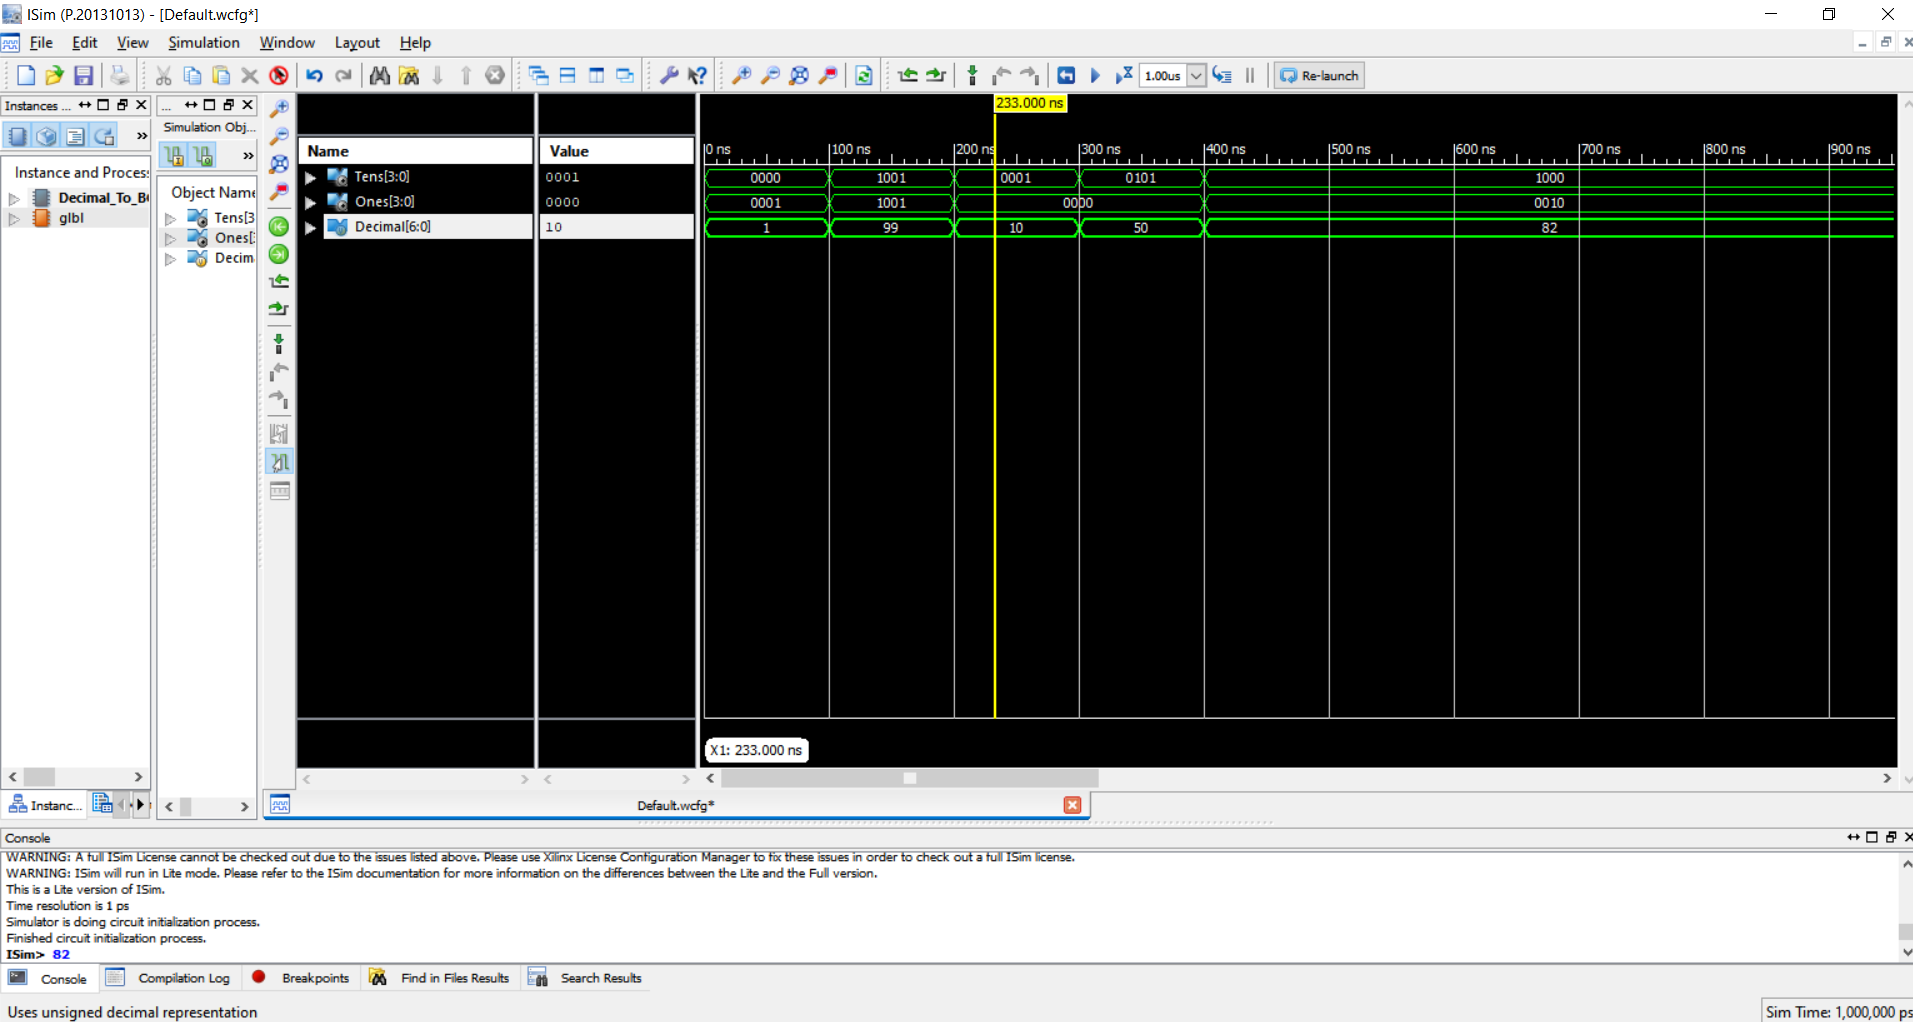 ISim (P.20131013) - [Default.wcfg*]
File Edit View Simulation Window Layout Help
1.00us Re-launch
Instances ...
...
Simulation Obj...
Instance and Process
Decimal_To_B
glbl
Object Name
Tens[3
Ones[
Decim
233.000 ns
Name Value
0 ns 100 ns 200 ns 300 ns 400 ns 500 ns 600 ns 700 ns 800 ns 900 ns
Tens[3:0] 0001 0000 1001 0001 0101 1000
Ones[3:0] 0000 0001 1001 0000 0010
Decimal[6:0] 10 1 99 10 50 82
X1: 233.000 ns
Instanc...
Default.wcfg*
Console
WARNING: A full ISim License cannot be checked out due to the issues listed above. Please use Xilinx License Configuration Manager to fix these issues in order to check out a full ISim license.
WARNING: ISim will run in Lite mode. Please refer to the ISim documentation for more information on the differences between the Lite and the Full version.
This is a Lite version of ISim.
Time resolution is 1 ps
Simulator is doing circuit initialization process.
Finished circuit initialization process.
ISim> 82
Console Compilation Log Breakpoints Find in Files Results Search Results
Uses unsigned decimal representation
Sim Time: 1,000,000 ps